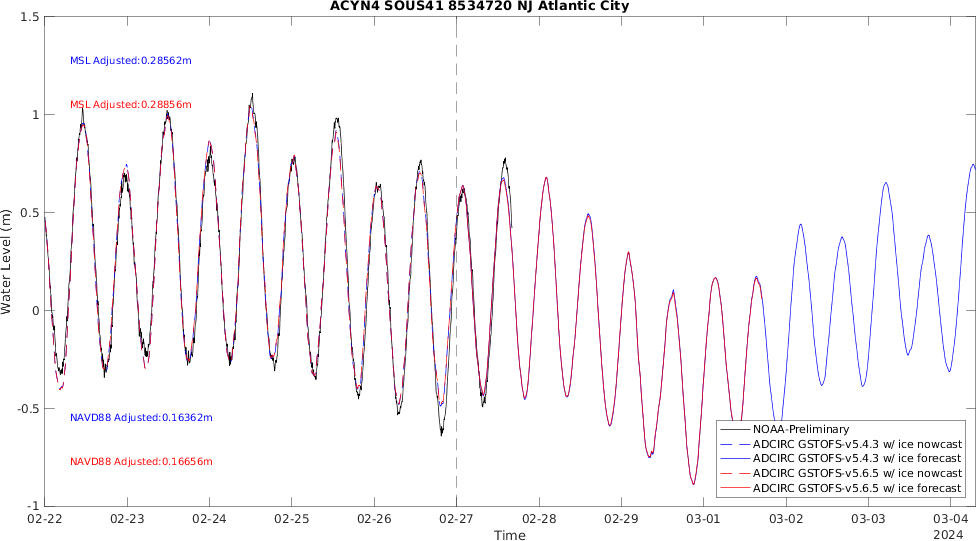 ACYN4 SOUS41 8534720 NJ Atlantic City
1.5
1
0.5
0
-0.5
-1
Water Level (m)
MSL Adjusted:0.28562m
MSL Adjusted:0.28856m
NAVD88 Adjusted:0.16362m
NAVD88 Adjusted:0.16656m
NOAA-Preliminary
ADCIRC GSTOFS-v5.4.3 w/ ice nowcast
ADCIRC GSTOFS-v5.4.3 w/ ice forecast
ADCIRC GSTOFS-v5.6.5 w/ ice nowcast
ADCIRC GSTOFS-v5.6.5 w/ ice forecast
02-22 02-23 02-24 02-25 02-26 02-27 02-28 02-29 03-01 03-02 03-03 03-04
Time
2024